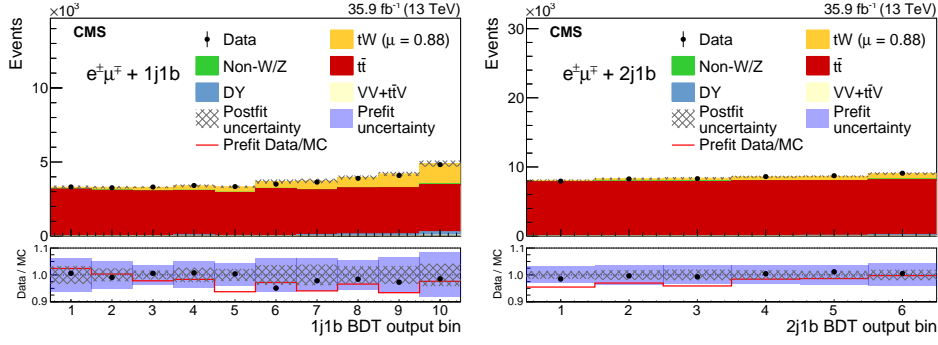 ×10³ 35.9 fb⁻¹ (13 TeV)
Events
CMS
e±μ∓ + 1j1b
Data
tW (μ = 0.88)
Non-W/Z
tt̄
DY
VV+tt̄V
Postfit uncertainty
Prefit uncertainty
Prefit Data/MC
10
5
0
Data / MC
1.1
1.0
0.9
1 2 3 4 5 6 7 8 9 10
1j1b BDT output bin
×10³ 35.9 fb⁻¹ (13 TeV)
Events
CMS
e±μ∓ + 2j1b
Data
tW (μ = 0.88)
Non-W/Z
tt̄
DY
VV+tt̄V
Postfit uncertainty
Prefit uncertainty
Prefit Data/MC
30
20
10
0
Data / MC
1.1
1.0
0.9
1 2 3 4 5 6
2j1b BDT output bin